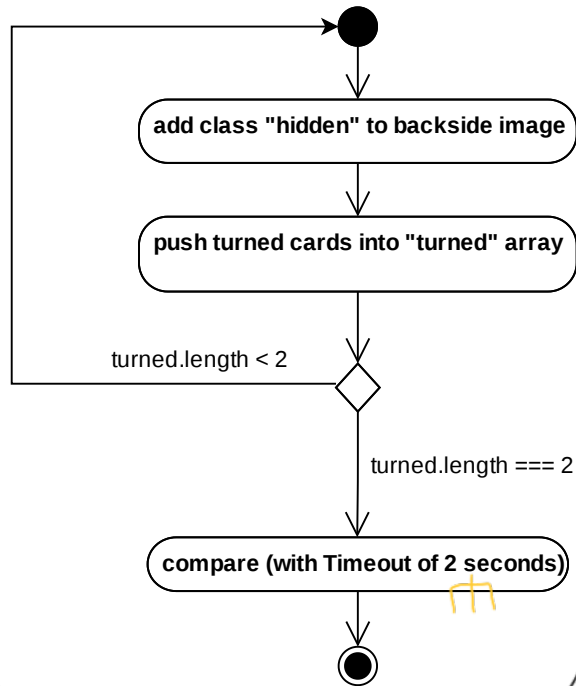 add class "hidden" to backside image
push turned cards into "turned" array
turned.length < 2
turned.length === 2
compare (with Timeout of 2 seconds)